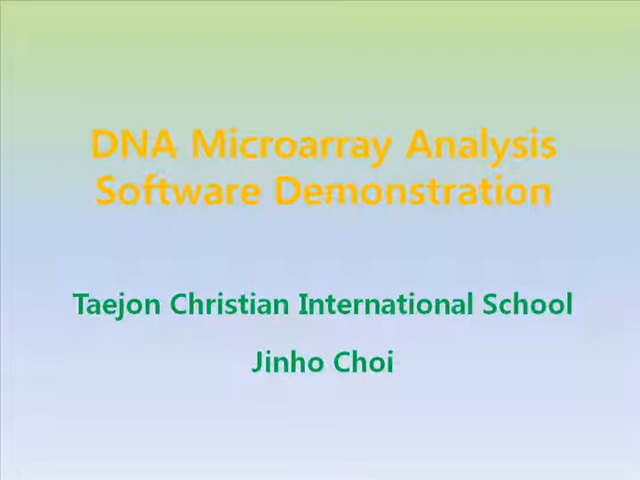 DNA Microarray Analysis
Software Demonstration
Taejon Christian International School
Jinho Choi